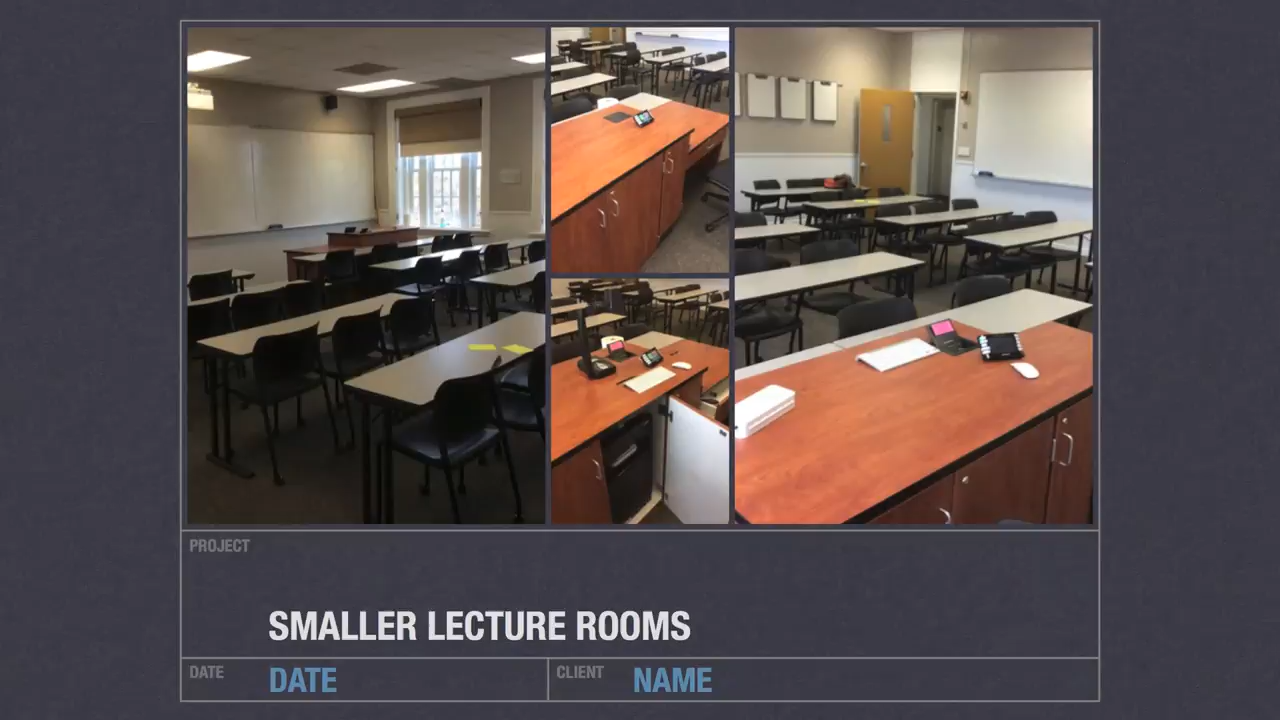 PROJECT
SMALLER LECTURE ROOMS
DATE
DATE
CLIENT
NAME